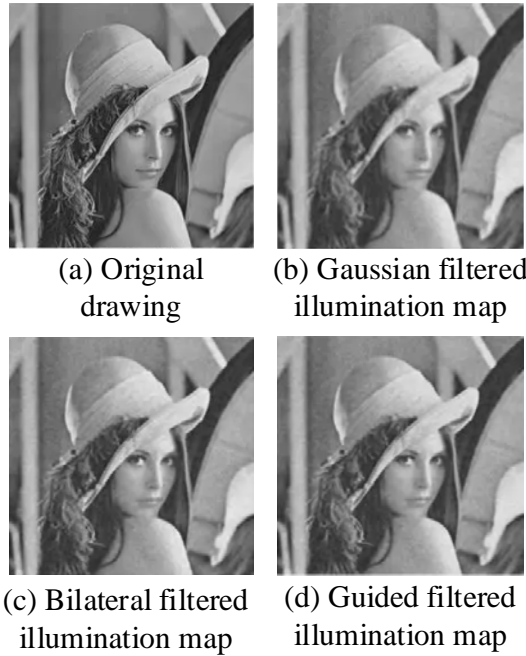 (a) Original
drawing
(b) Gaussian filtered
illumination map
(c) Bilateral filtered
illumination map
(d) Guided filtered
illumination map